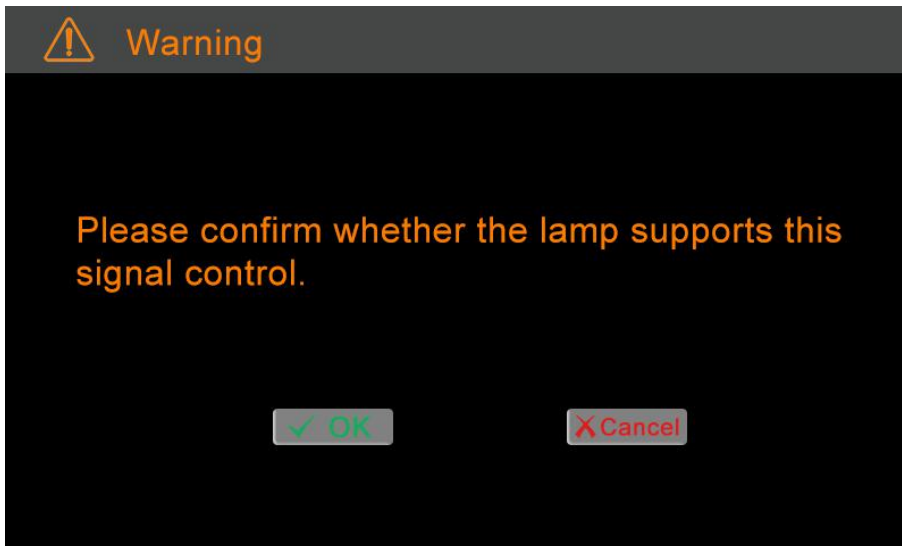 Warning
Please confirm whether the lamp supports this
signal control.
OK
Cancel